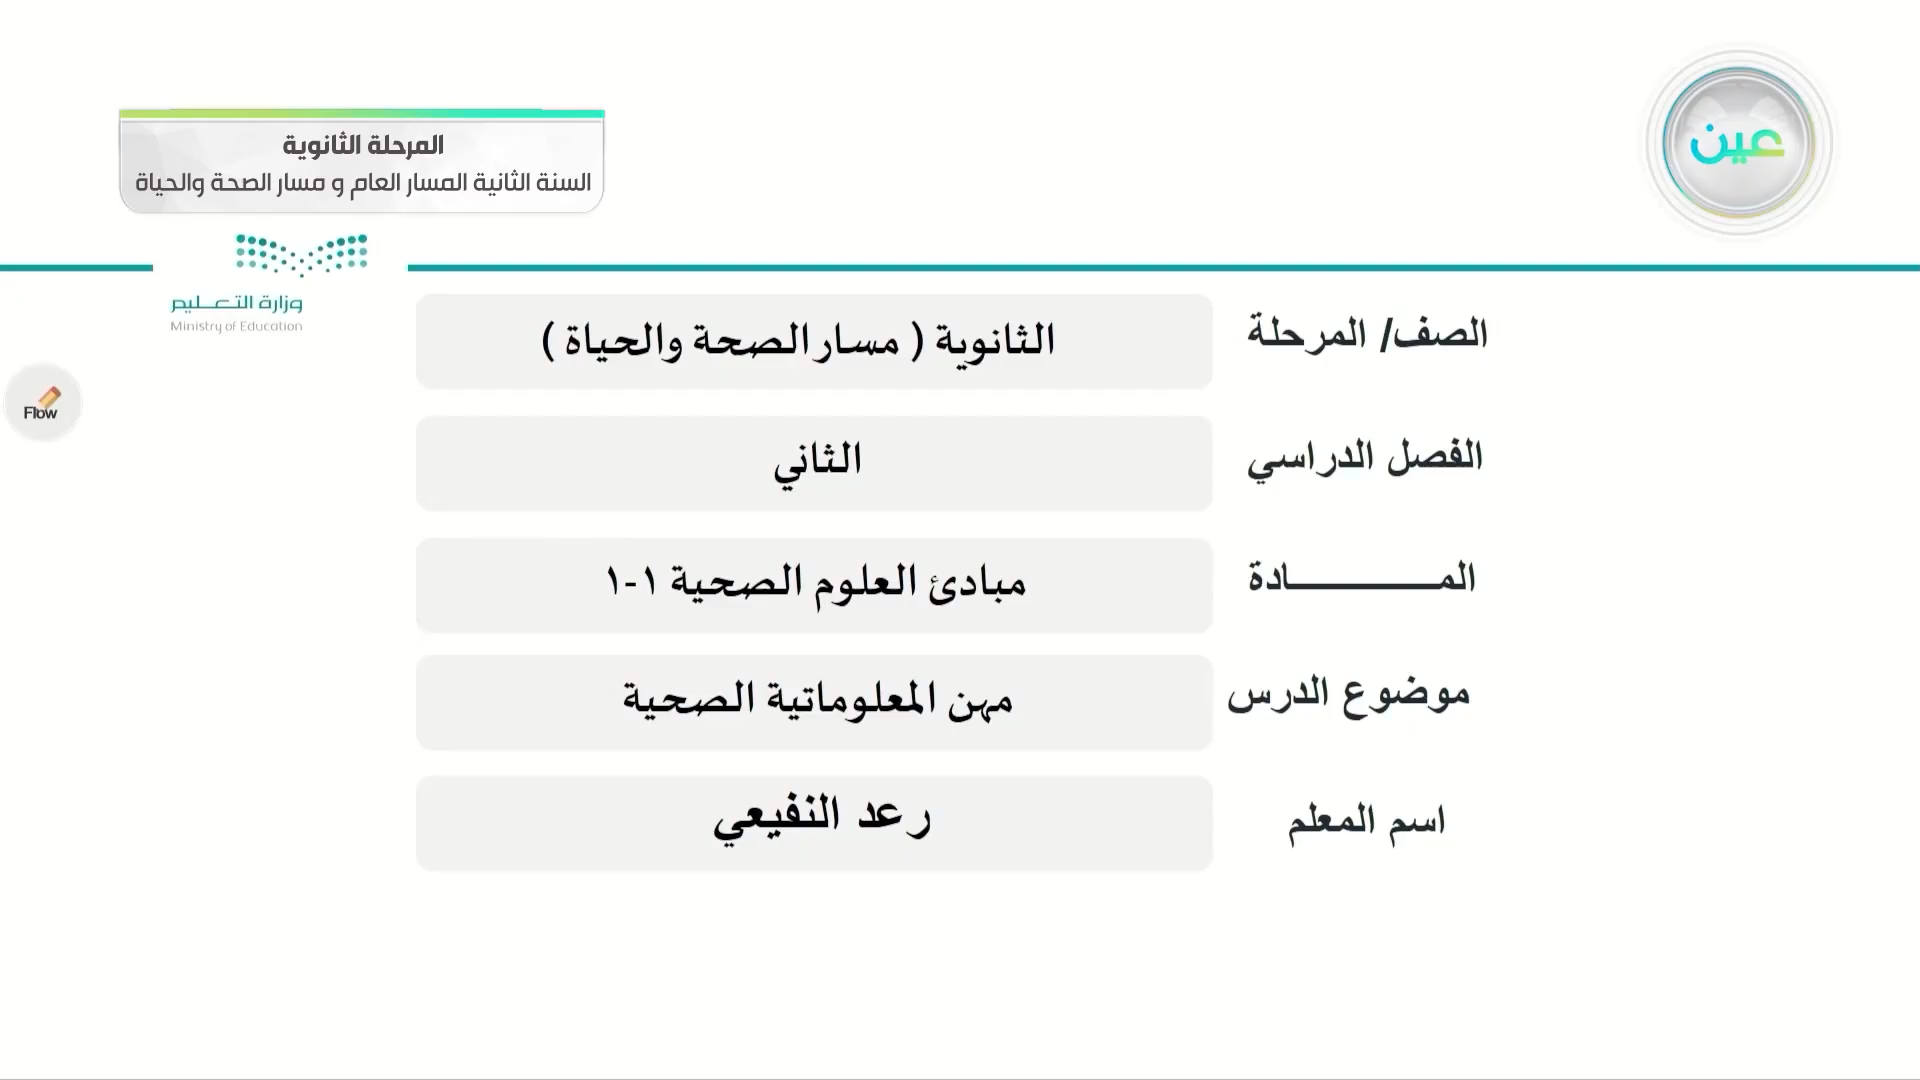 عين
المرحلة الثانوية
السنة الثانية المسار العام و مسار الصحة والحياة
وزارة التعليم
Ministry of Education
الصف/ المرحلة
الثانوية ( مسار الصحة والحياة )
Flow
الفصل الدراسي
الثاني
المــــــــــــادة
مبادئ العلوم الصحية ١-١
موضوع الدرس
مهن المعلوماتية الصحية
اسم المعلم
رعد النفيعي